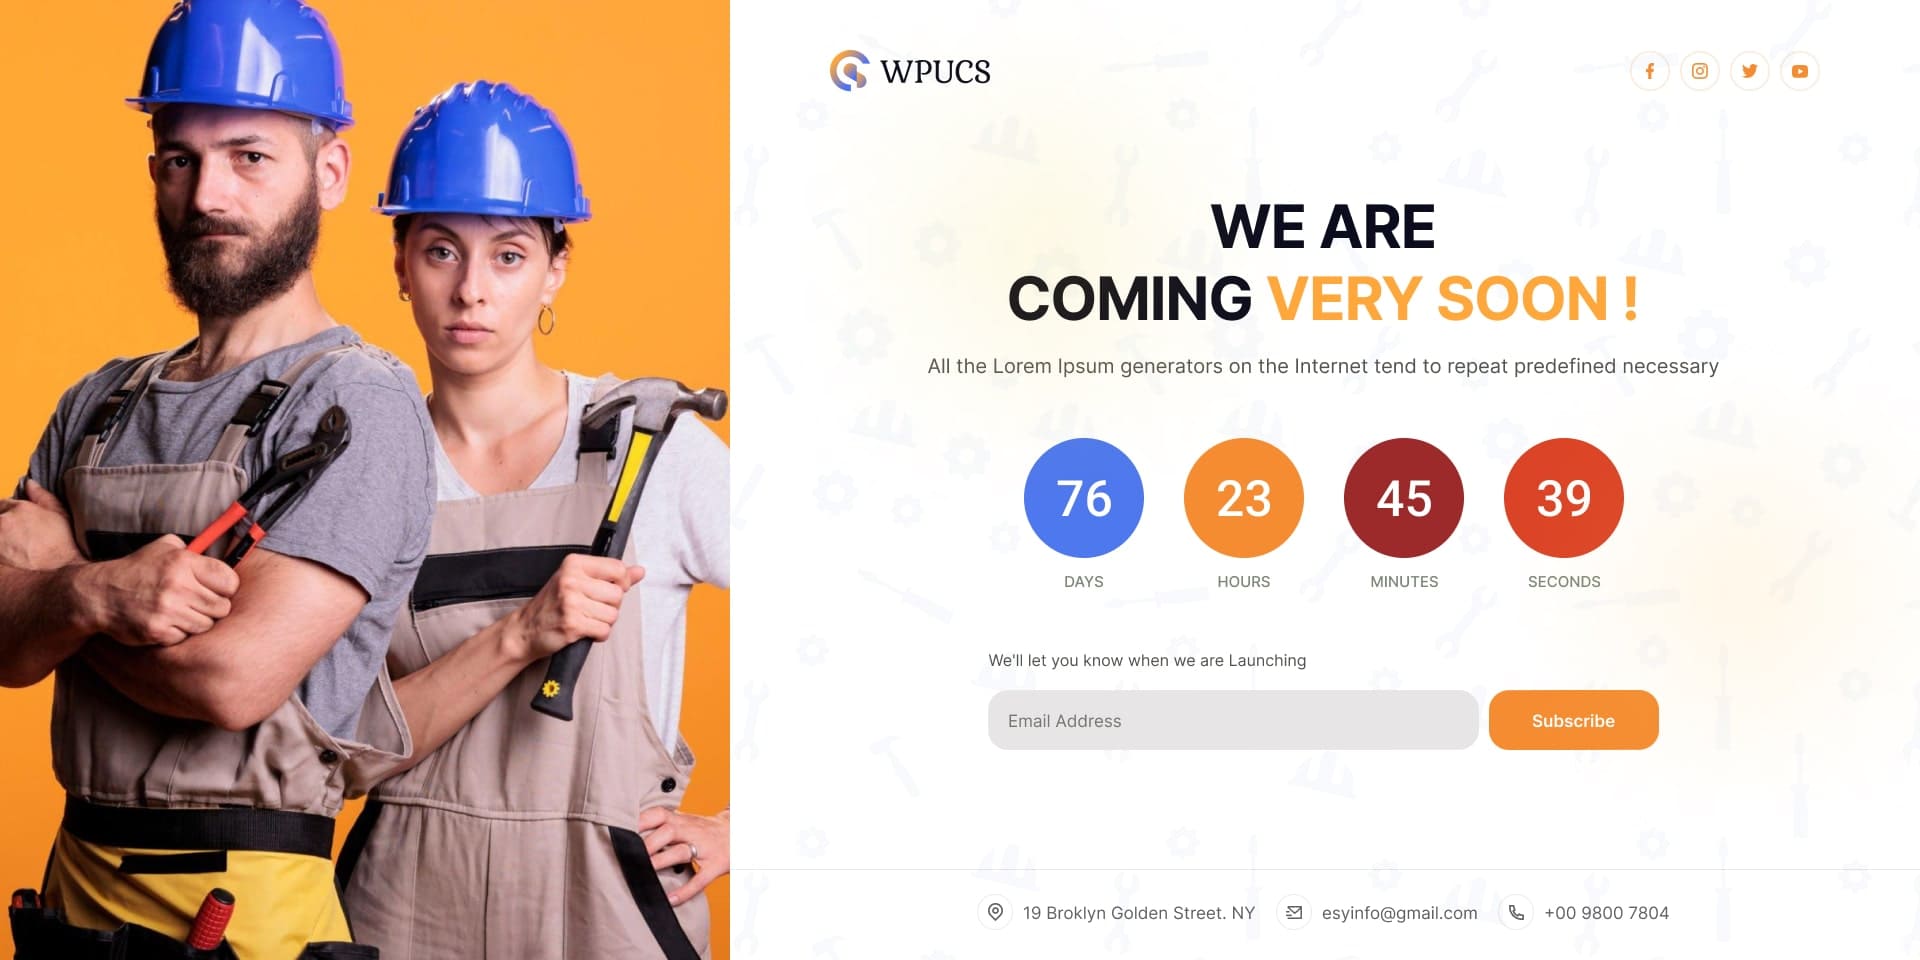 WPUCS
WE ARE
COMING VERY SOON !
All the Lorem Ipsum generators on the Internet tend to repeat predefined necessary
76 23 45 39
DAYS HOURS MINUTES SECONDS
We'll let you know when we are Launching
Email Address
Subscribe
19 Broklyn Golden Street. NY esyinfo@gmail.com +00 9800 7804